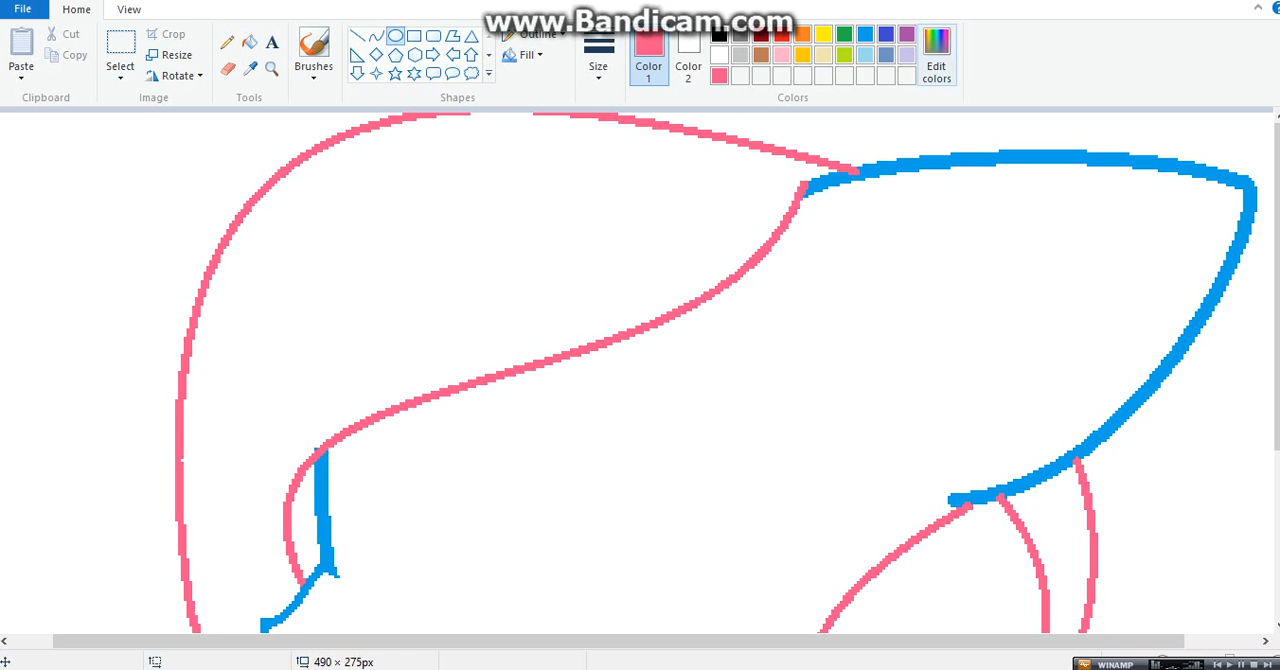 File Home View
www.Bandicam.com
Paste Cut Copy
Clipboard
Select Crop Resize Rotate
Image
Tools
Brushes
Shapes
Outline
Fill
Size
Color 1
Color 2
Edit colors
Colors
490 × 275px
WINAMP